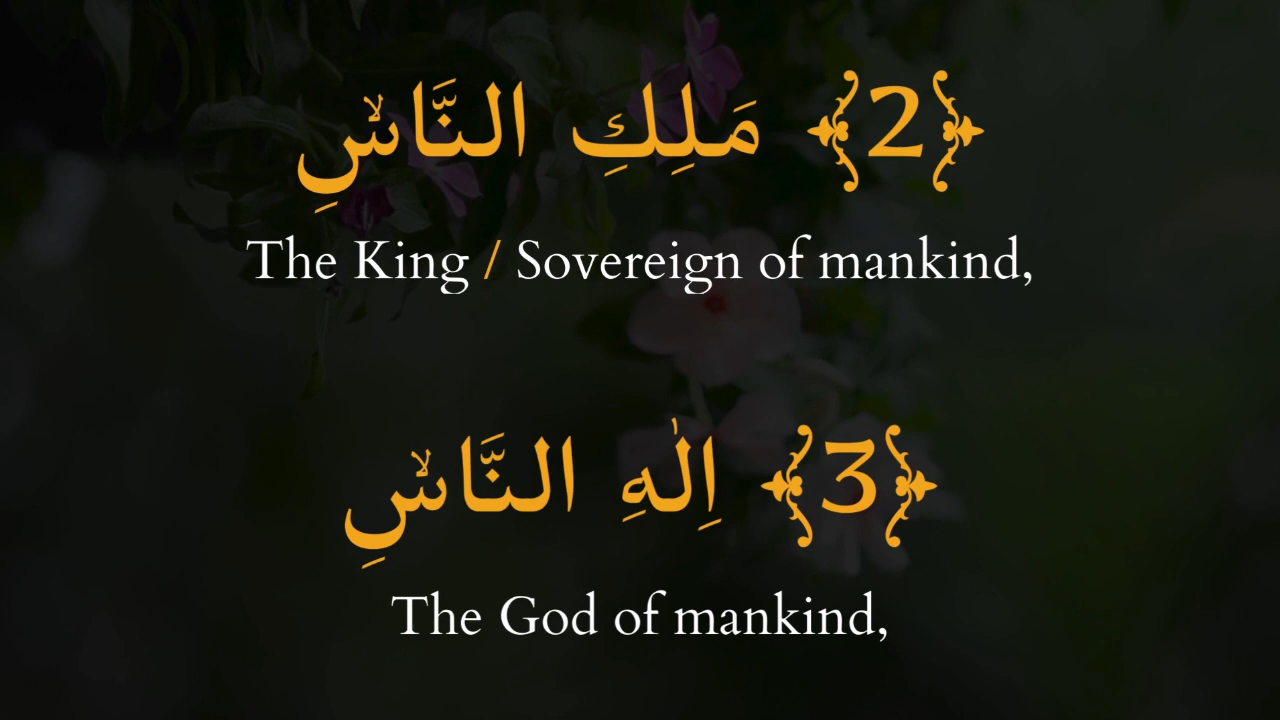 ﴿2﴾ مَلِكِ النَّاسِۙ
The King / Sovereign of mankind,
﴿3﴾ اِلٰهِ النَّاسِۙ
The God of mankind,